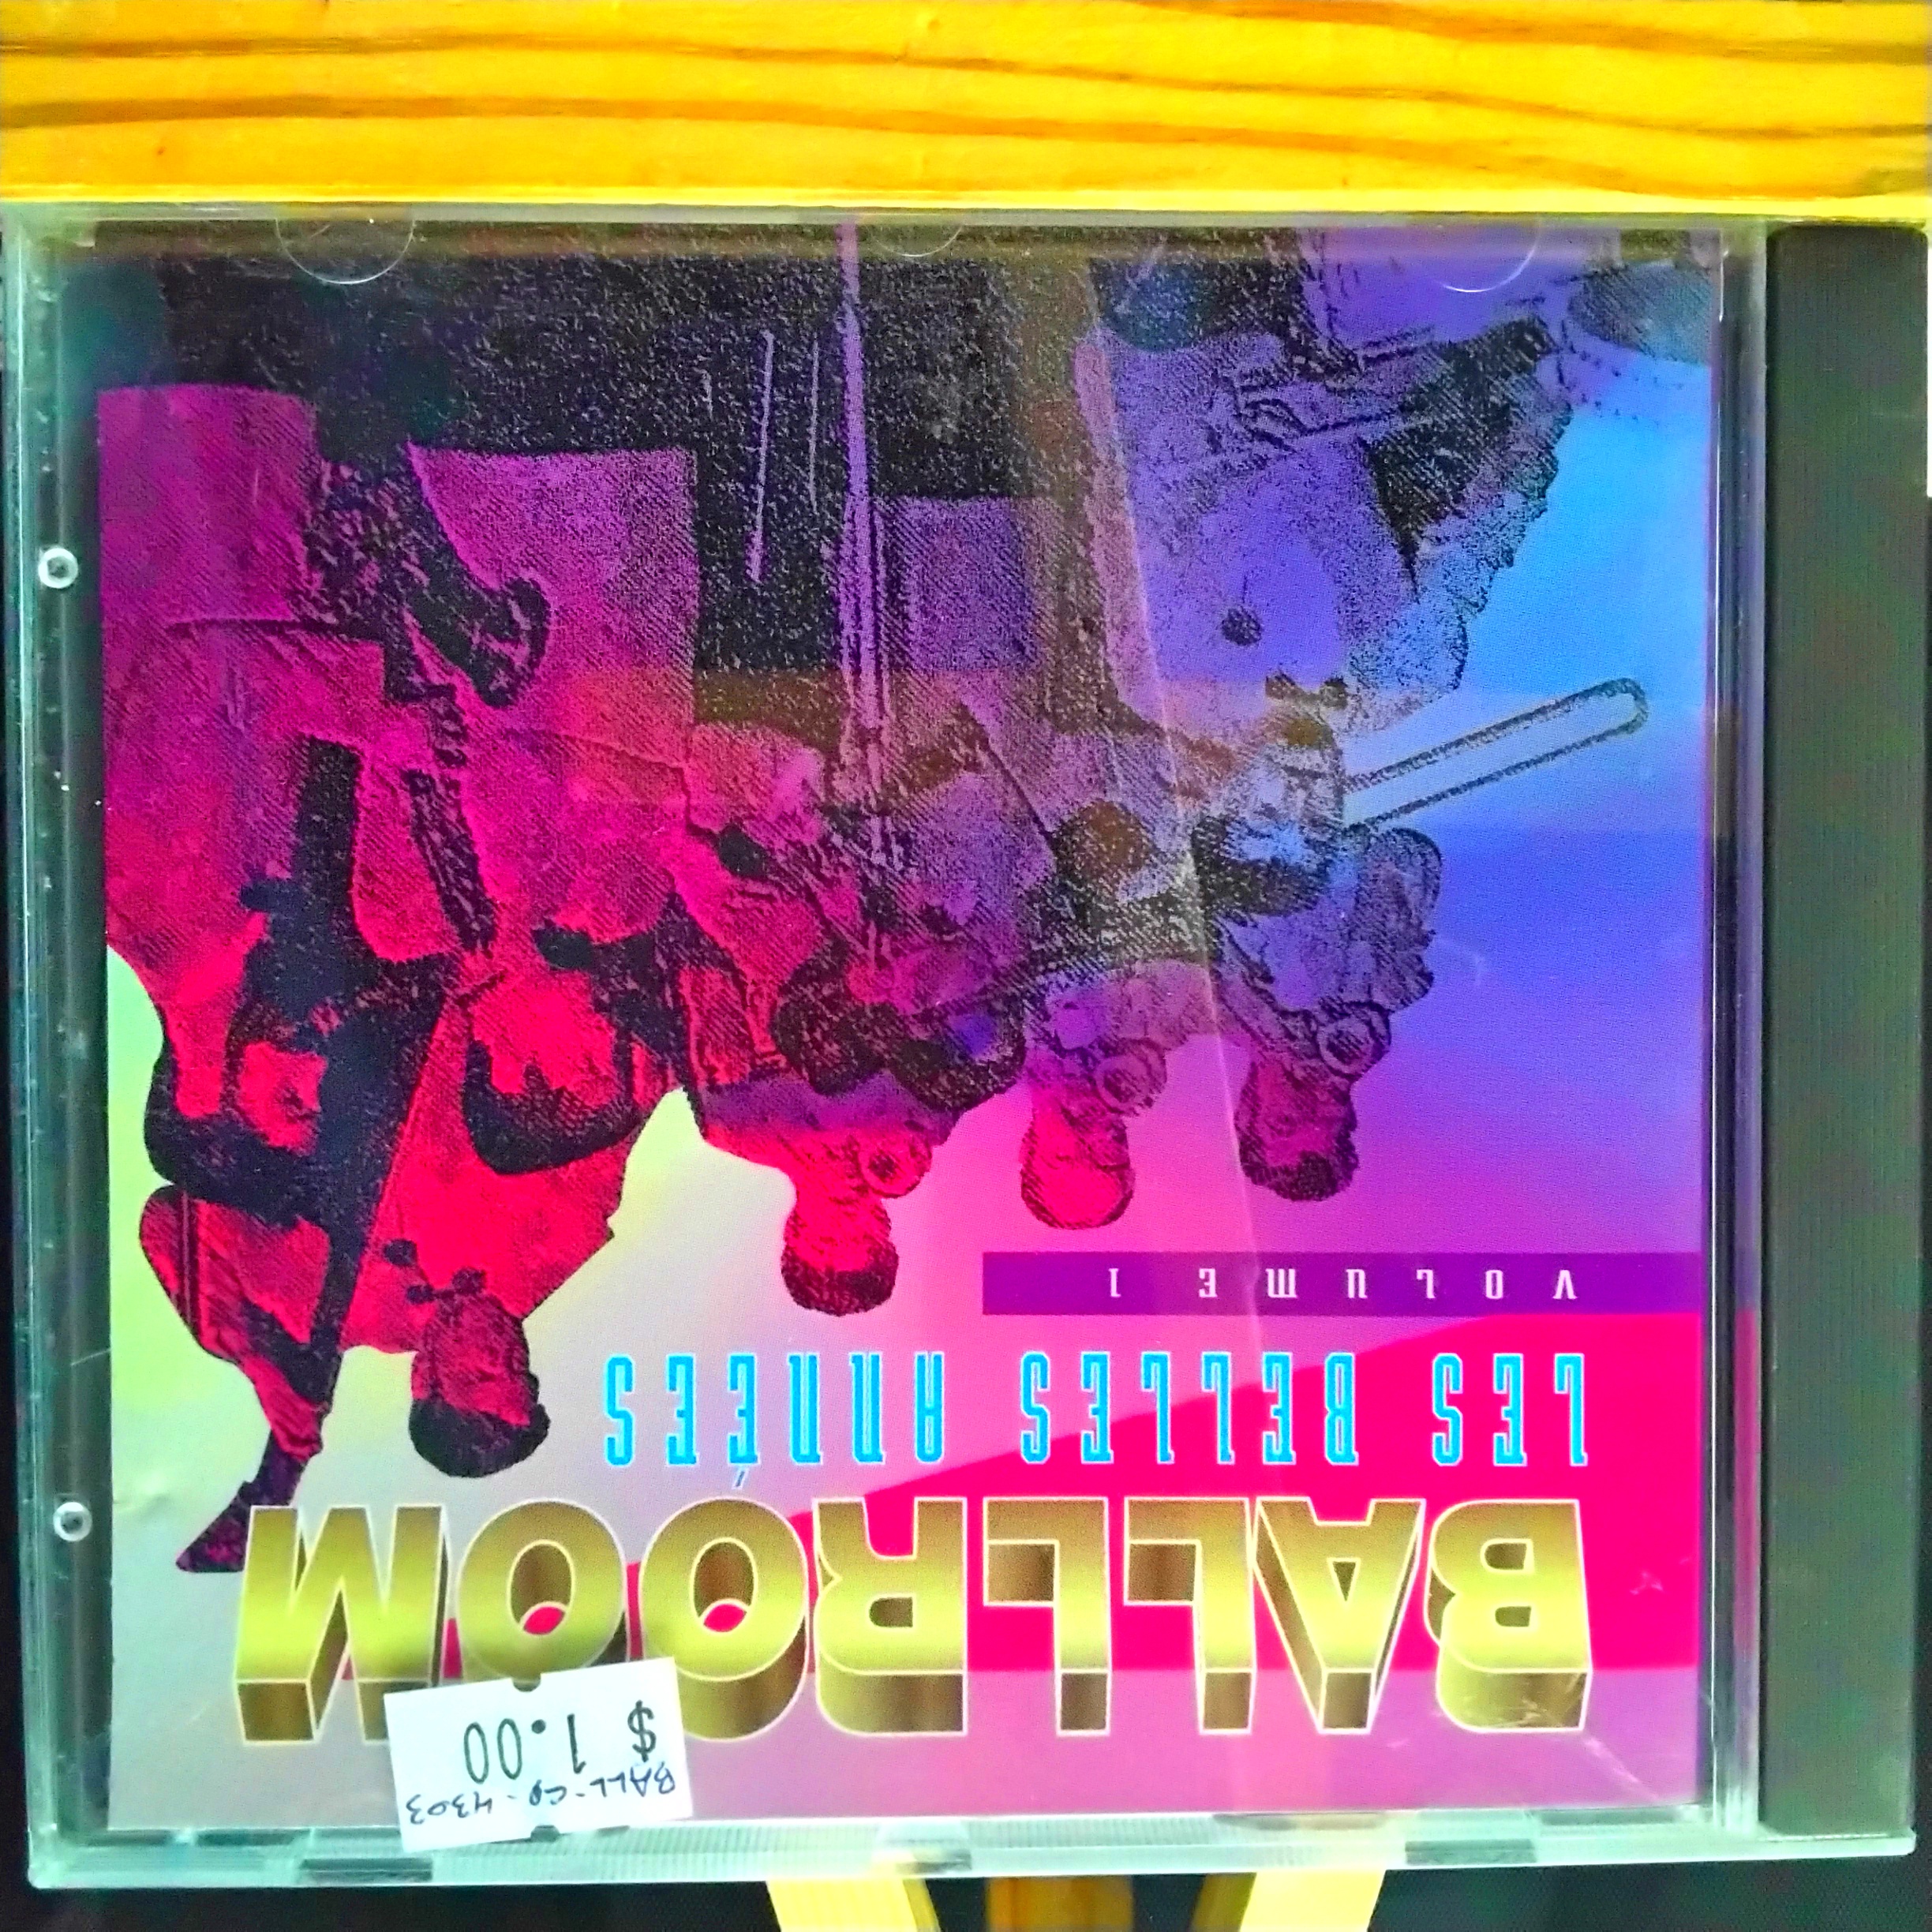 BALL-CD-4303
$ 1.00
BALLROOM
LES BELLES ANNÉES
VOLUME 1